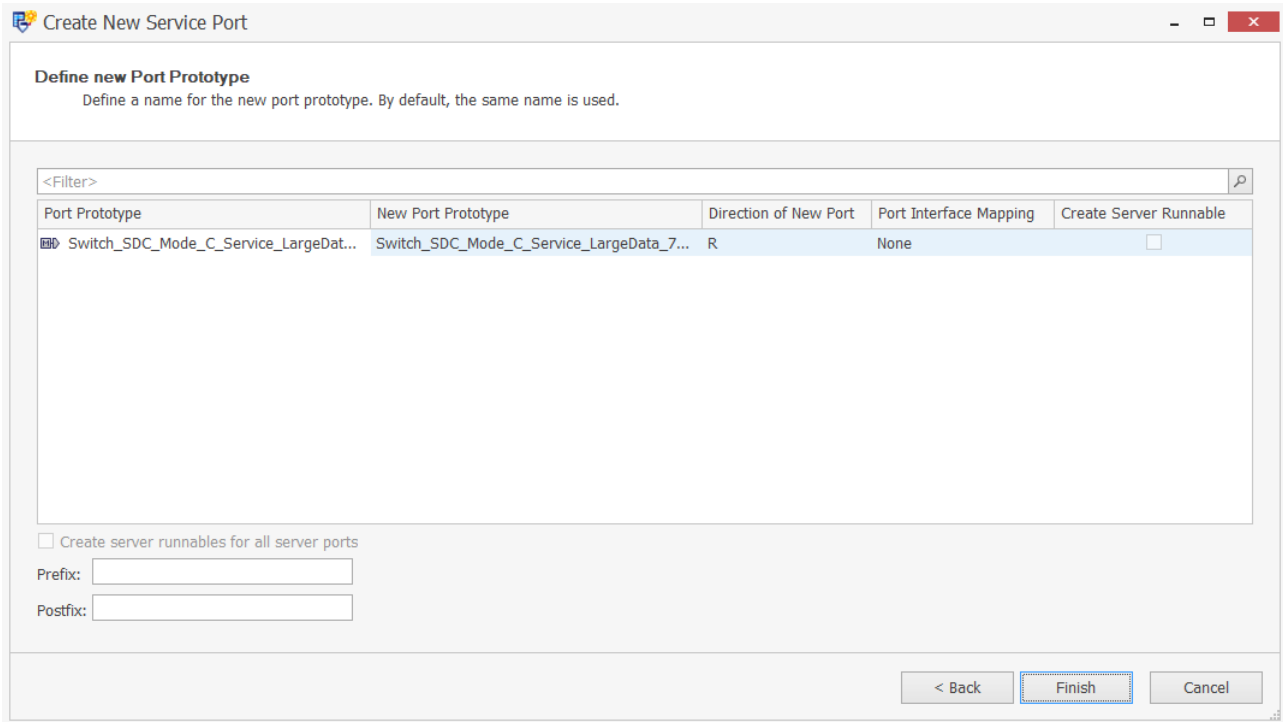 Create New Service Port
Define new Port Prototype
Define a name for the new port prototype. By default, the same name is used.
<Filter>
Port Prototype New Port Prototype Direction of New Port Port Interface Mapping Create Server Runnable
Switch_SDC_Mode_C_Service_LargeDat... Switch_SDC_Mode_C_Service_LargeData_7... R None
Create server runnables for all server ports
Prefix:
Postfix:
< Back Finish Cancel